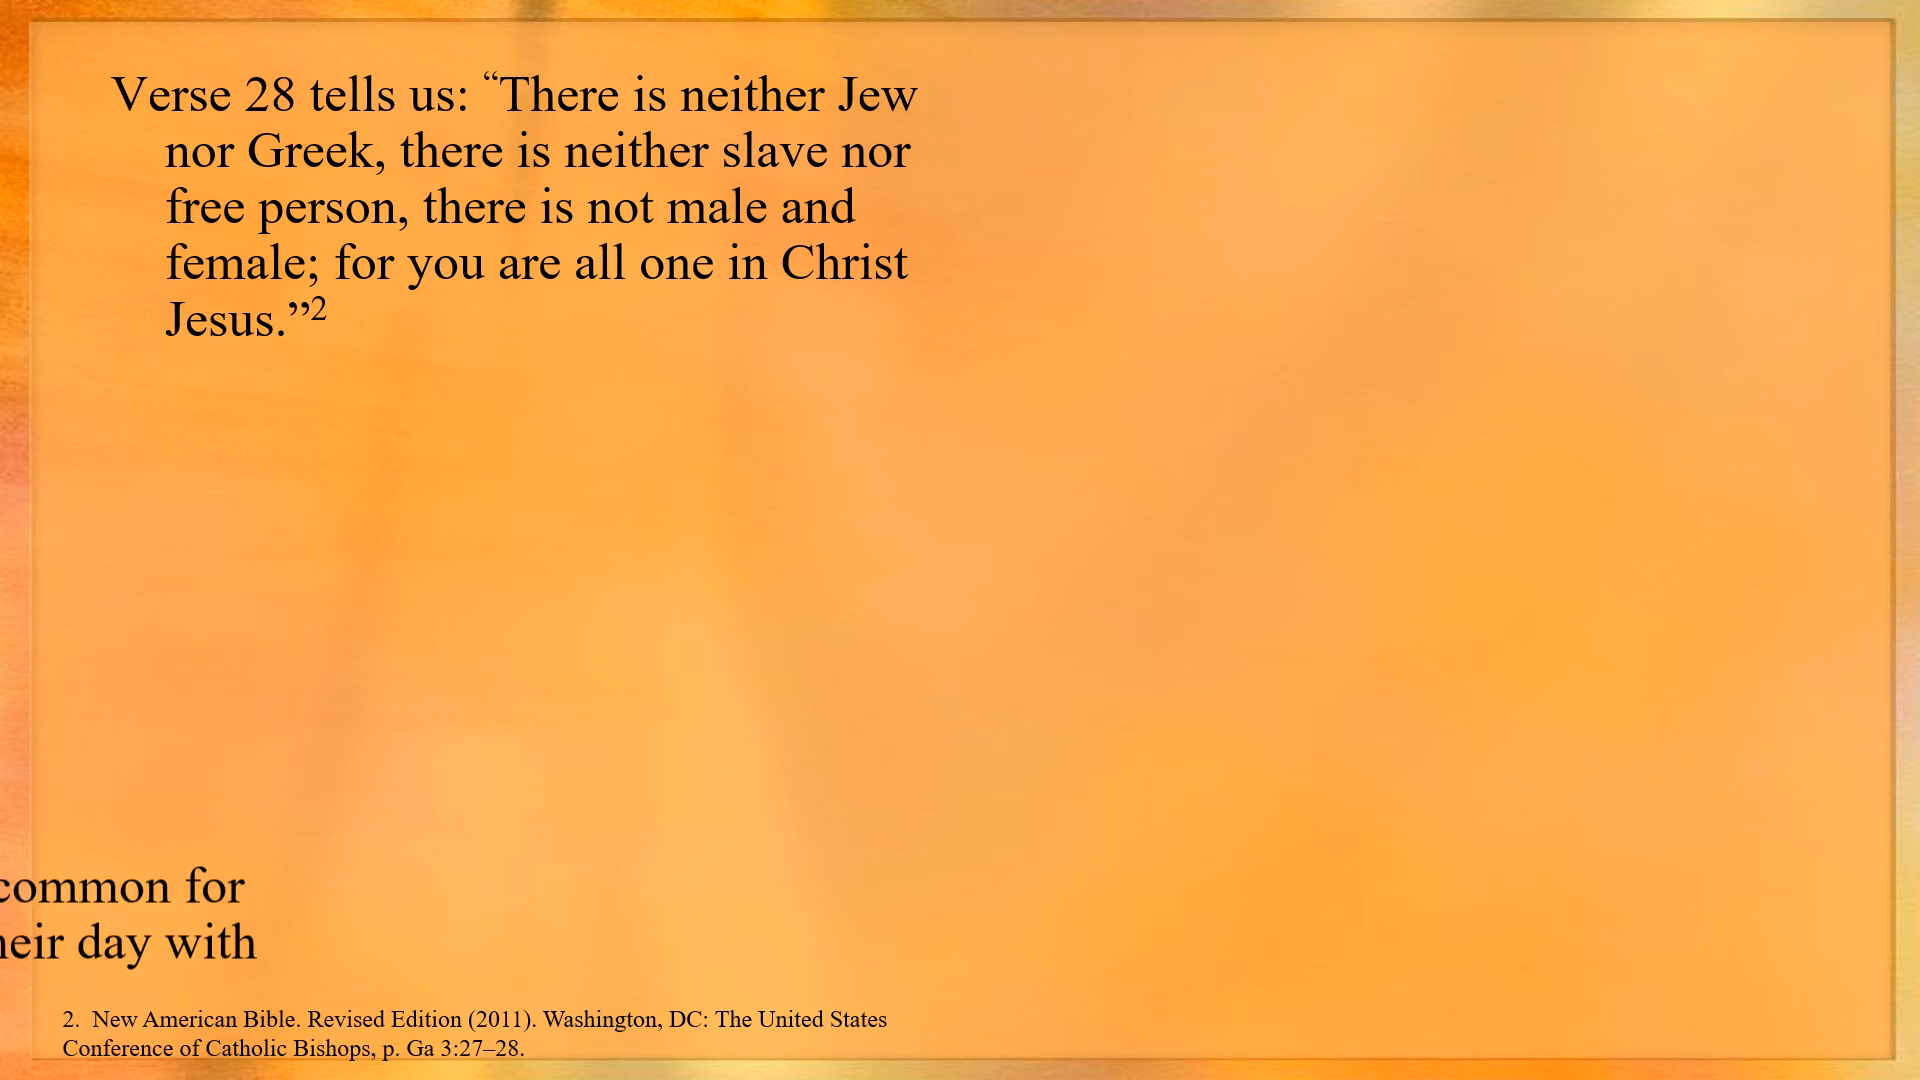 Verse 28 tells us: “There is neither Jew
nor Greek, there is neither slave nor
free person, there is not male and
female; for you are all one in Christ
Jesus.”2
common for
day with
2. New American Bible. Revised Edition (2011). Washington, DC: The United States
Conference of Catholic Bishops, p. Ga 3:27–28.